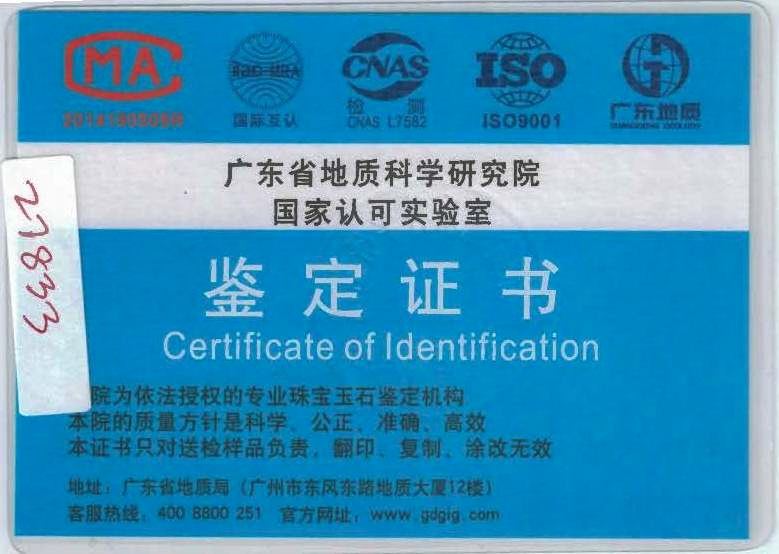 CMA
ilac-MRA
CNAS
ISO
国际互认
检 测
CNAS L7582
ISO9001
广东地质
GUANGDONG GEOLOGY
广东省地质科学研究院
国家认可实验室
鉴定证书
Certificate of Identification
院为依法授权的专业珠宝玉石鉴定机构
本院的质量方针是科学、公正、准确、高效
本证书只对送检样品负责，翻印、复制、涂改无效
地址：广东省地质局（广州市东风东路地质大厦12楼）
客服热线：400 8800 251 官方网址：www.gdgig.com
27833